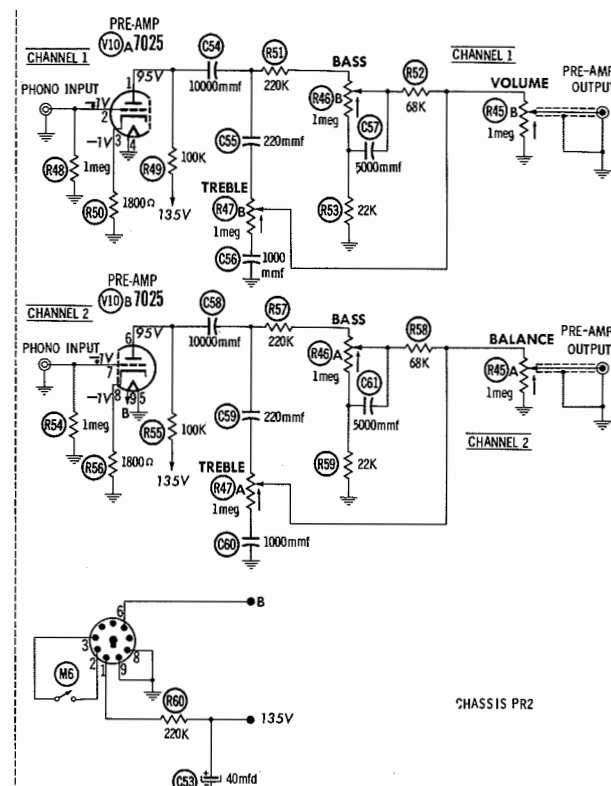 PRE-AMP
V10 A 7025
CHANNEL 1
PHONO INPUT
-1V
2
1
95V
-1V
3
4
R48
1meg
R50
1800Ω
R49
100K
135V
C54
10000mmf
R51
220K
C55
220mmf
TREBLE
R47 B
1meg
C56
1000
mmf
BASS
R46 B
1meg
C57
5000mmf
R53
22K
R52
68K
CHANNEL 1
VOLUME
R45 B
1meg
PRE-AMP
OUTPUT
PRE-AMP
V10 B 7025
CHANNEL 2
PHONO INPUT
-1V
7
6
95V
-1V
8
B
9
5
R54
1meg
R56
1800Ω
R55
100K
135V
C58
10000mmf
R57
220K
C59
220mmf
TREBLE
R47 A
1meg
C60
1000mmf
BASS
R46 A
1meg
C61
5000mmf
R59
22K
R58
68K
BALANCE
R45 A
1meg
PRE-AMP
OUTPUT
CHANNEL 2
6
B
3
2
1
9
8
M6
R60
220K
135V
C53
+
40mfd
CHASSIS PR2